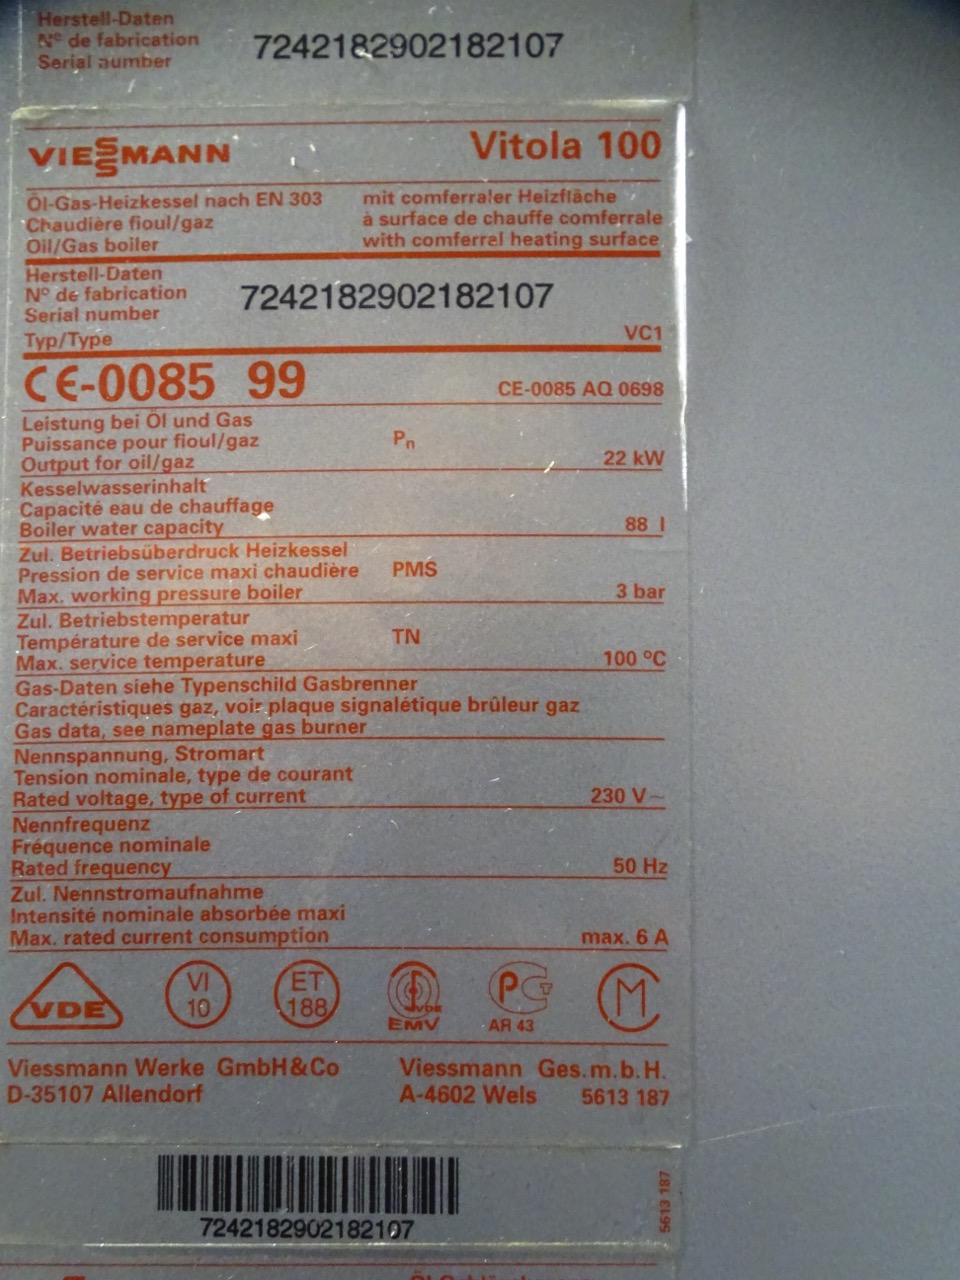 Herstell-Daten
Nº de fabrication 7242182902182107
Serial number
VIESSMANN Vitola 100
Öl-Gas-Heizkessel nach EN 303 mit comferraler Heizfläche
Chaudière fioul/gaz à surface de chauffe comferrale
Oil/Gas boiler with comferral heating surface
Herstell-Daten
Nº de fabrication 7242182902182107
Serial number
Typ/Type VC1
CE-0085 99 CE-0085 AQ 0698
Leistung bei Öl und Gas
Puissance pour fioul/gaz Pn
Output for oil/gaz 22 kW
Kesselwasserinhalt
Capacité eau de chauffage
Boiler water capacity 88 l
Zul. Betriebsüberdruck Heizkessel
Pression de service maxi chaudière PMS
Max. working pressure boiler 3 bar
Zul. Betriebstemperatur
Température de service maxi TN
Max. service temperature 100 ºC
Gas-Daten siehe Typenschild Gasbrenner
Caractéristiques gaz, voir plaque signalétique brûleur gaz
Gas data, see nameplate gas burner
Nennspannung, Stromart
Tension nominale, type de courant
Rated voltage, type of current 230 V~
Nennfrequenz
Fréquence nominale
Rated frequency 50 Hz
Zul. Nennstromaufnahme
Intensité nominale absorbée maxi
Max. rated current consumption max. 6 A
VDE VI 10 ET 188 VDE EMV PCT АЯ 43 M
Viessmann Werke GmbH&Co Viessmann Ges.m.b.H.
D-35107 Allendorf A-4602 Wels 5613 187
7242182902182107
5613 187